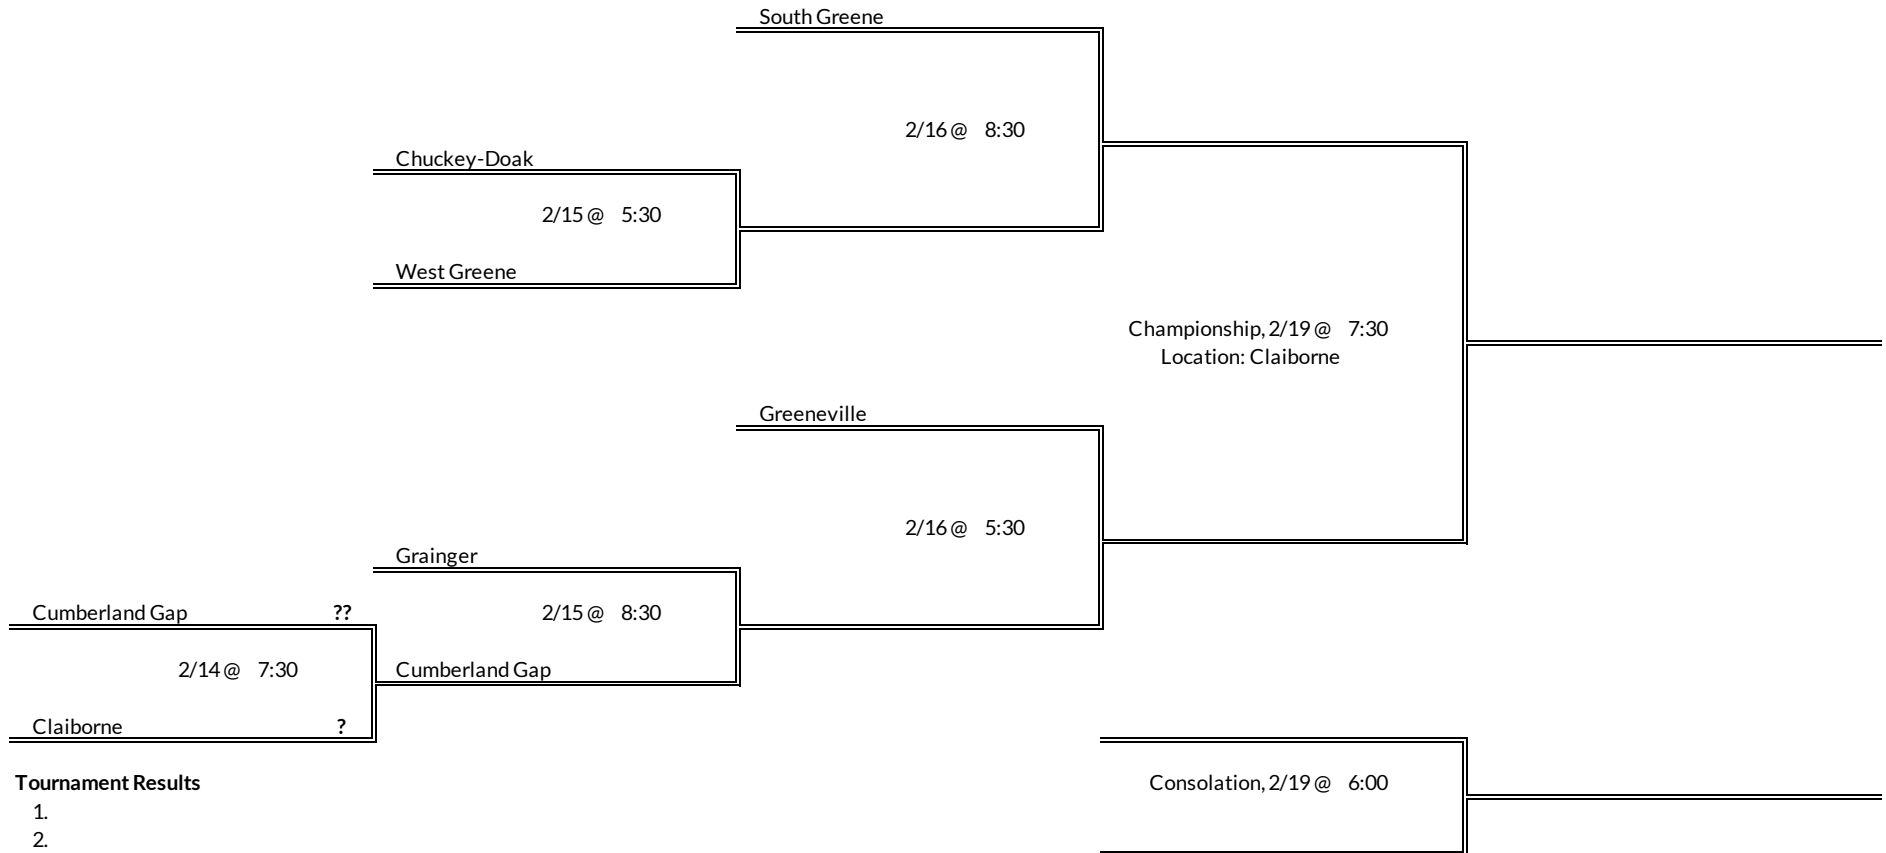 South Greene
2/16 @ 8:30
Chuckey-Doak
2/15 @ 5:30
West Greene
Championship, 2/19 @ 7:30
Location: Claiborne
Greeneville
2/16 @ 5:30
Grainger
Cumberland Gap ??
2/15 @ 8:30
2/14 @ 7:30
Cumberland Gap
Claiborne ?
Tournament Results
Consolation, 2/19 @ 6:00
1.
2.